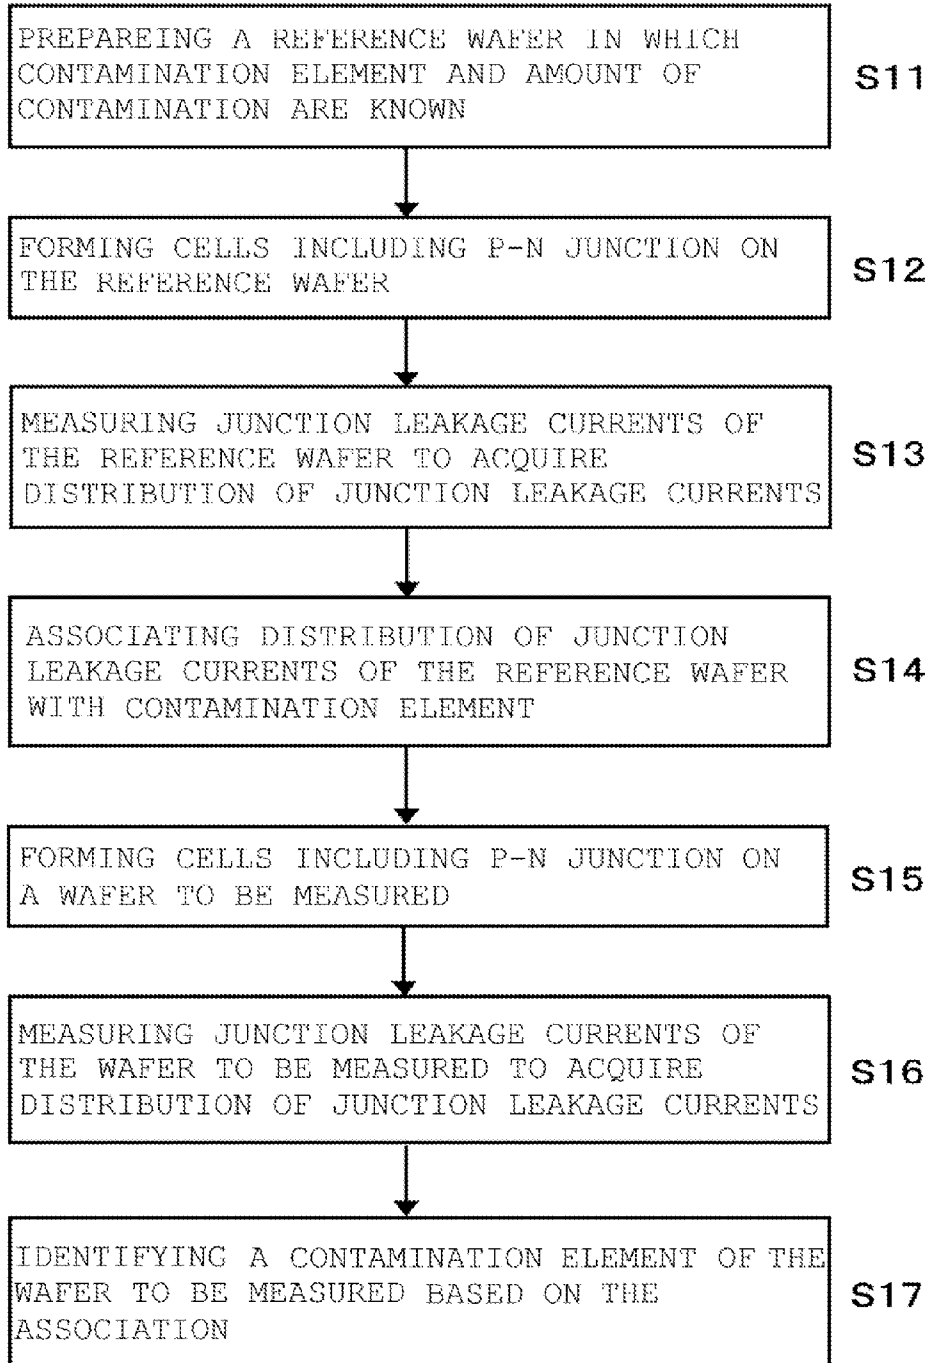 PREPAREING A REFERENCE WAFER IN WHICH
CONTAMINATION ELEMENT AND AMOUNT OF
CONTAMINATION ARE KNOWN
S11
FORMING CELLS INCLUDING P-N JUNCTION ON
THE REFERENCE WAFER
S12
MEASURING JUNCTION LEAKAGE CURRENTS OF
THE REFERENCE WAFER TO ACQUIRE
DISTRIBUTION OF JUNCTION LEAKAGE CURRENTS
S13
ASSOCIATING DISTRIBUTION OF JUNCTION
LEAKAGE CURRENTS OF THE REFERENCE WAFER
WITH CONTAMINATION ELEMENT
S14
FORMING CELLS INCLUDING P-N JUNCTION ON
A WAFER TO BE MEASURED
S15
MEASURING JUNCTION LEAKAGE CURRENTS OF
THE WAFER TO BE MEASURED TO ACQUIRE
DISTRIBUTION OF JUNCTION LEAKAGE CURRENTS
S16
IDENTIFYING A CONTAMINATION ELEMENT OF THE
WAFER TO BE MEASURED BASED ON THE
ASSOCIATION
S17